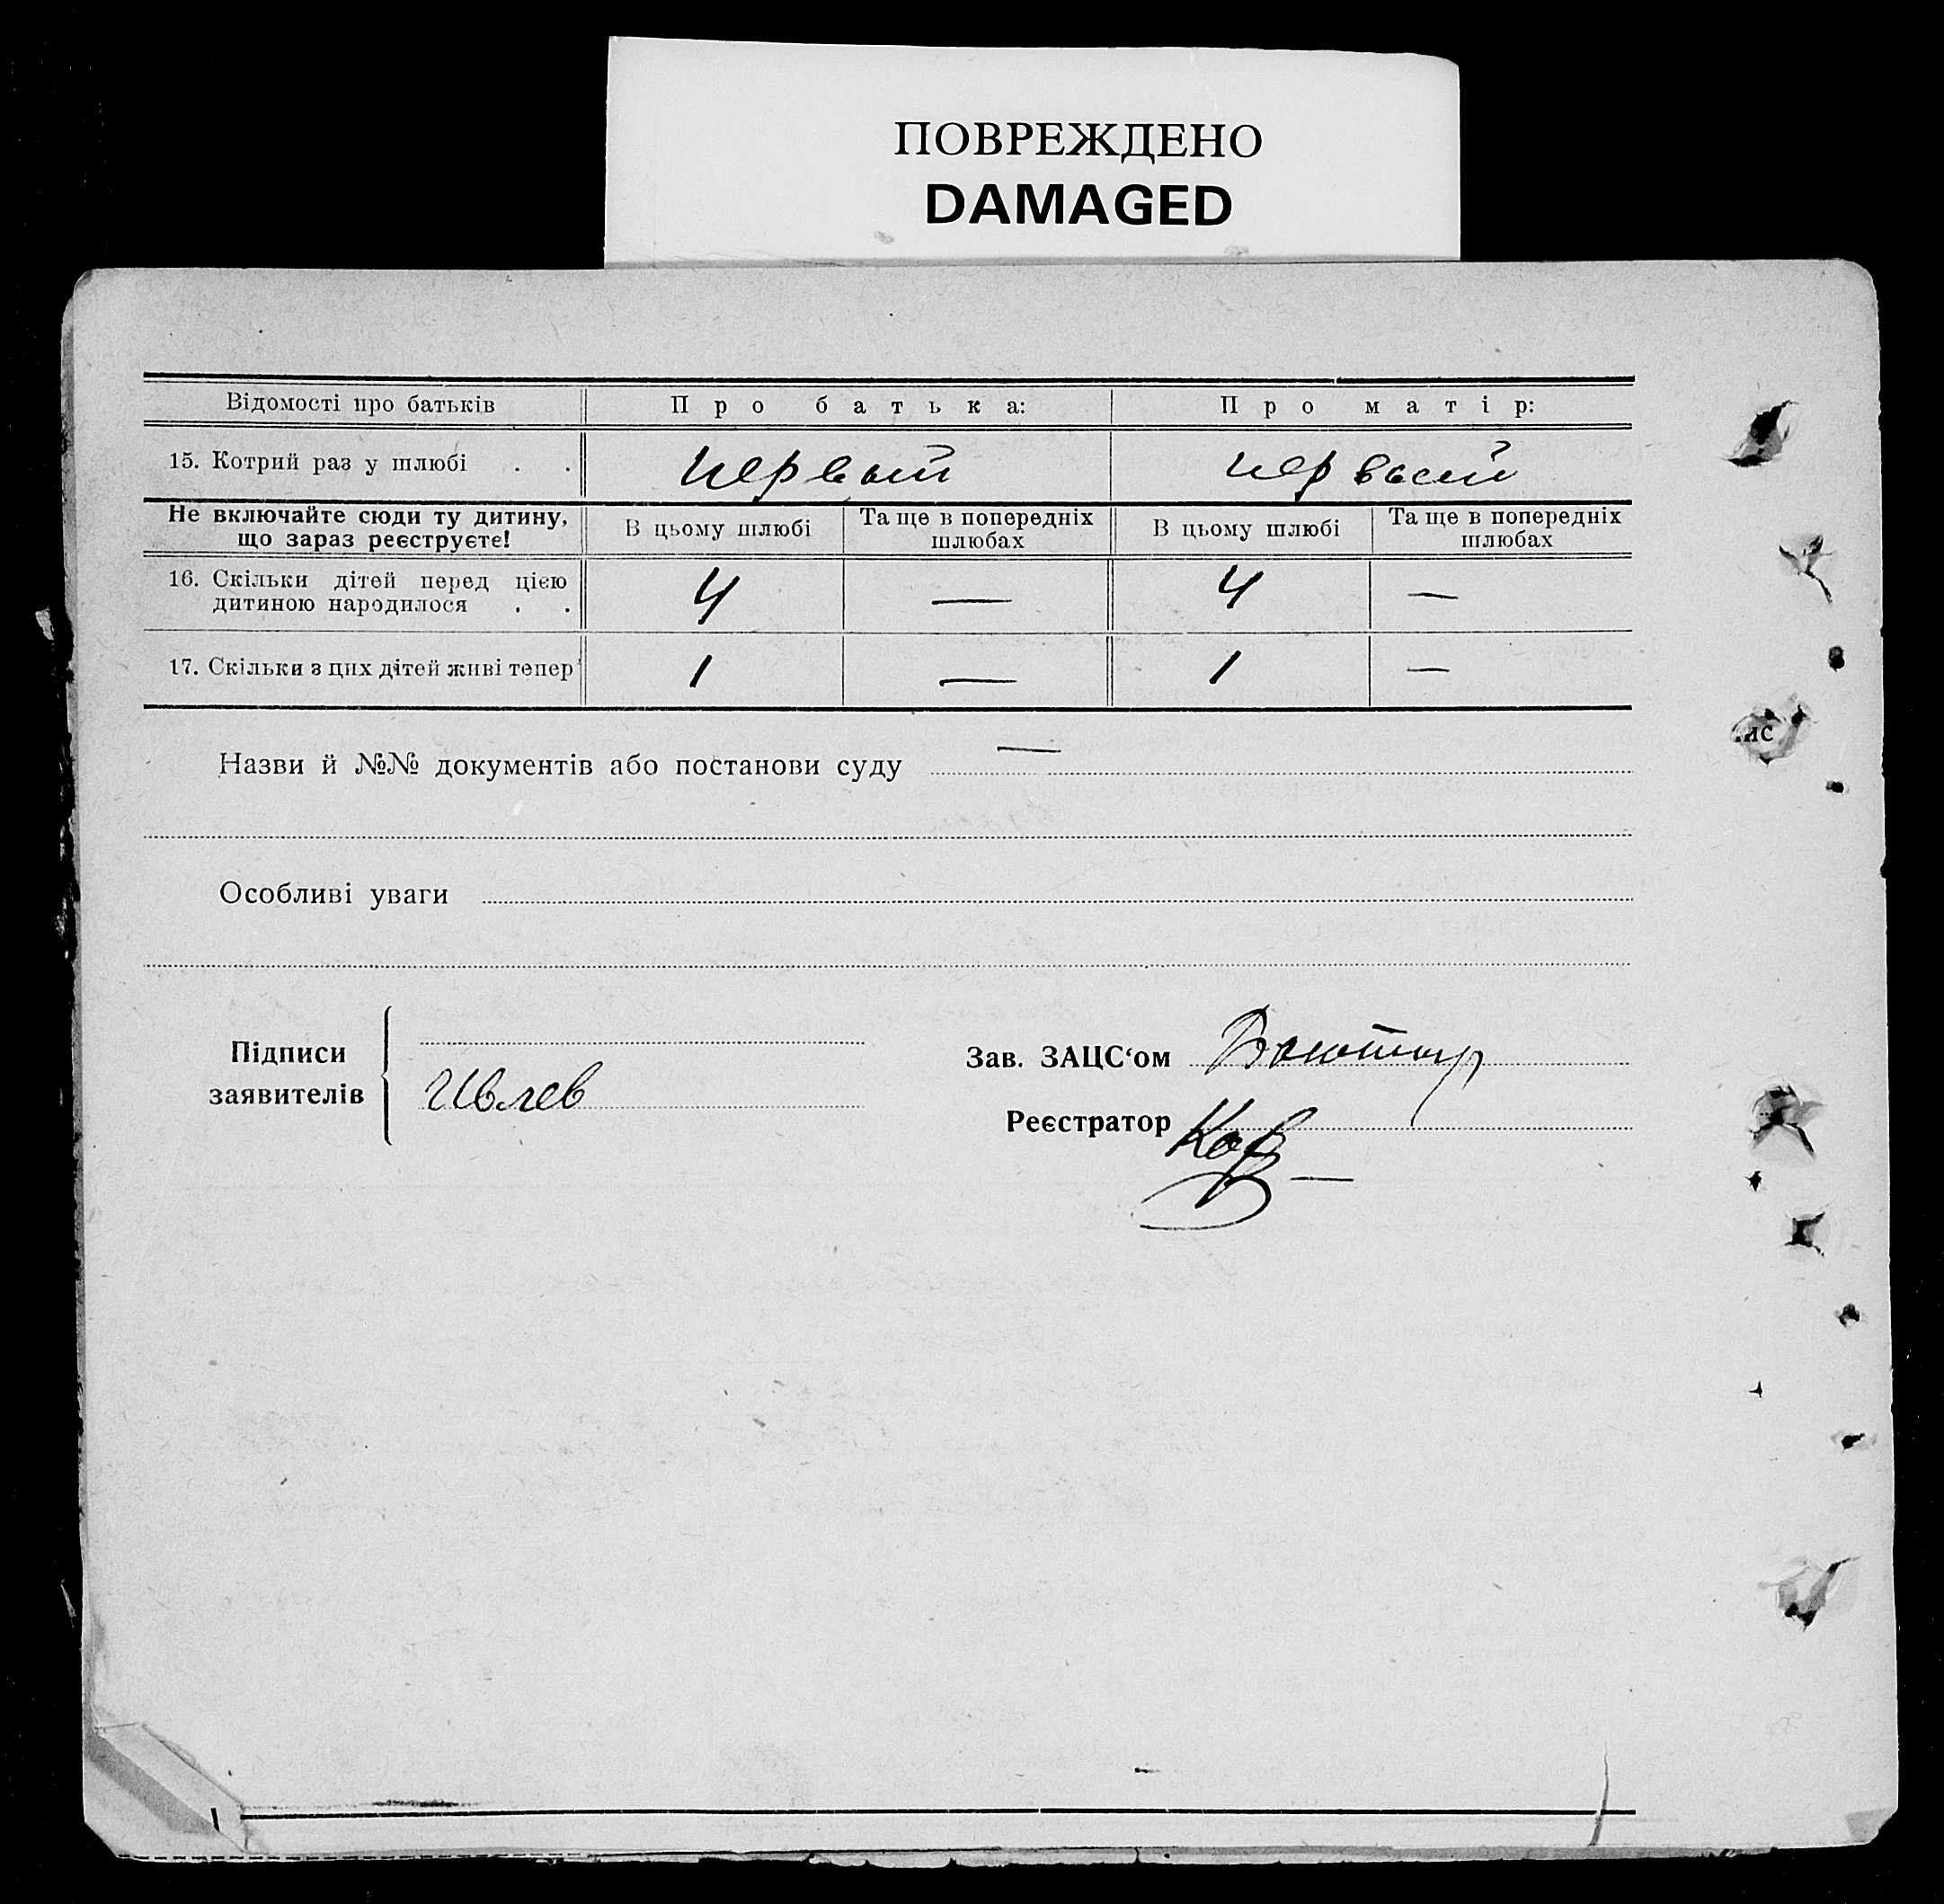 ПОВРЕЖДЕНО
DAMAGED
Відомості про батьків Про батька: Про матір:
15. Котрий раз у шлюбі . . первый первый
Не включайте сюди ту дитину, що зараз реєструєте! В цьому шлюбі Та ще в попередніх шлюбах В цьому шлюбі Та ще в попередніх шлюбах
16. Скільки дітей перед цією
дитиною народилося . . 4 — 4 —
17. Скільки з цих дітей живі тепер 1 — 1 —
Назви й №№ документів або постанови суду —
Особливі уваги
Підписи
заявителів
Ивлев
Зав. ЗАЦС‘ом
Реєстратор